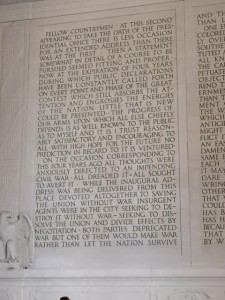 FELLOW COUNTRYMEN: AT THIS SECOND
APPEARING TO TAKE THE OATH OF THE PRES-
IDENTIAL OFFICE THERE IS LESS OCCASION
FOR AN EXTENDED ADDRESS THAN THERE
WAS AT THE FIRST. THEN A STATEMENT
SOMEWHAT IN DETAIL OF A COURSE TO BE
PURSUED SEEMED FITTING AND PROPER.
NOW AT THE EXPIRATION OF FOUR YEARS
DURING WHICH PUBLIC DECLARATIONS
HAVE BEEN CONSTANTLY CALLED FORTH
ON EVERY POINT AND PHASE OF THE GREAT
CONTEST WHICH STILL ABSORBS THE AT-
TENTION AND ENGROSSES THE ENERGIES
OF THE NATION LITTLE THAT IS NEW
COULD BE PRESENTED. THE PROGRESS OF
OUR ARMS UPON WHICH ALL ELSE CHIEFLY
DEPENDS IS AS WELL KNOWN TO THE PUBLIC
AS TO MYSELF AND IT IS I TRUST REASON-
ABLY SATISFACTORY AND ENCOURAGING TO
ALL. WITH HIGH HOPE FOR THE FUTURE NO
PREDICTION IN REGARD TO IT IS VENTURED.
ON THE OCCASION CORRESPONDING TO
THIS FOUR YEARS AGO ALL THOUGHTS WERE
ANXIOUSLY DIRECTED TO AN IMPENDING
CIVIL WAR. ALL DREADED IT~ALL SOUGHT
TO AVERT IT. WHILE THE INAUGURAL AD-
DRESS WAS BEING DELIVERED FROM THIS
PLACE DEVOTED ALTOGETHER TO SAVING
THE UNION WITHOUT WAR INSURGENT
AGENTS WERE IN THE CITY SEEKING TO DE-
STROY IT WITHOUT WAR~SEEKING TO DIS-
SOLVE THE UNION AND DIVIDE EFFECTS BY
NEGOTIATION. BOTH PARTIES DEPRECATED
WAR BUT ONE OF THEM WOULD MAKE WAR
RATHER THAN LET THE NATION SURVIVE